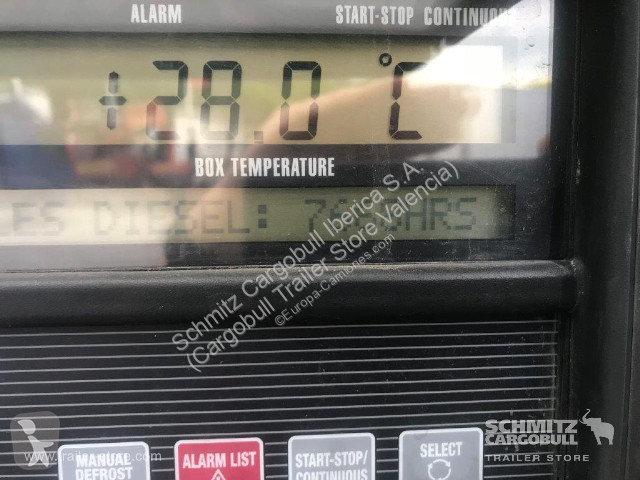 ALARM START-STOP CONTINUOUS
+28.0 °C
BOX TEMPERATURE
LES DIESEL:
Schmitz Cargobull Iberica S.A.
(Cargobull Trailer Store Valencia)
©Europa-Camiones.com
MANUAL DEFROST
ALARM LIST
START-STOP/
CONTINUOUS
SELECT
SCHMITZ
CARGOBULL
TRAILER STORE